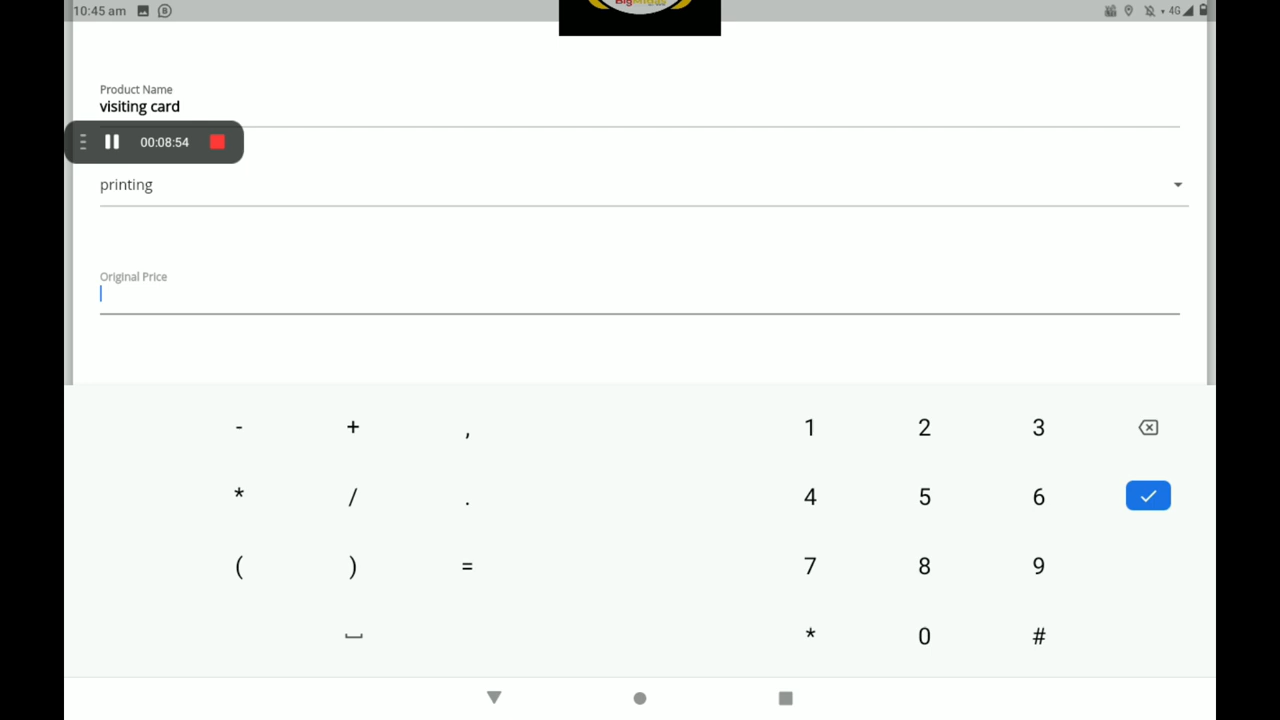 10:45 am
4G
Product Name
visiting card
00:08:54
printing
Original Price
- + , 1 2 3
* / . 4 5 6
( ) = 7 8 9
* 0 #